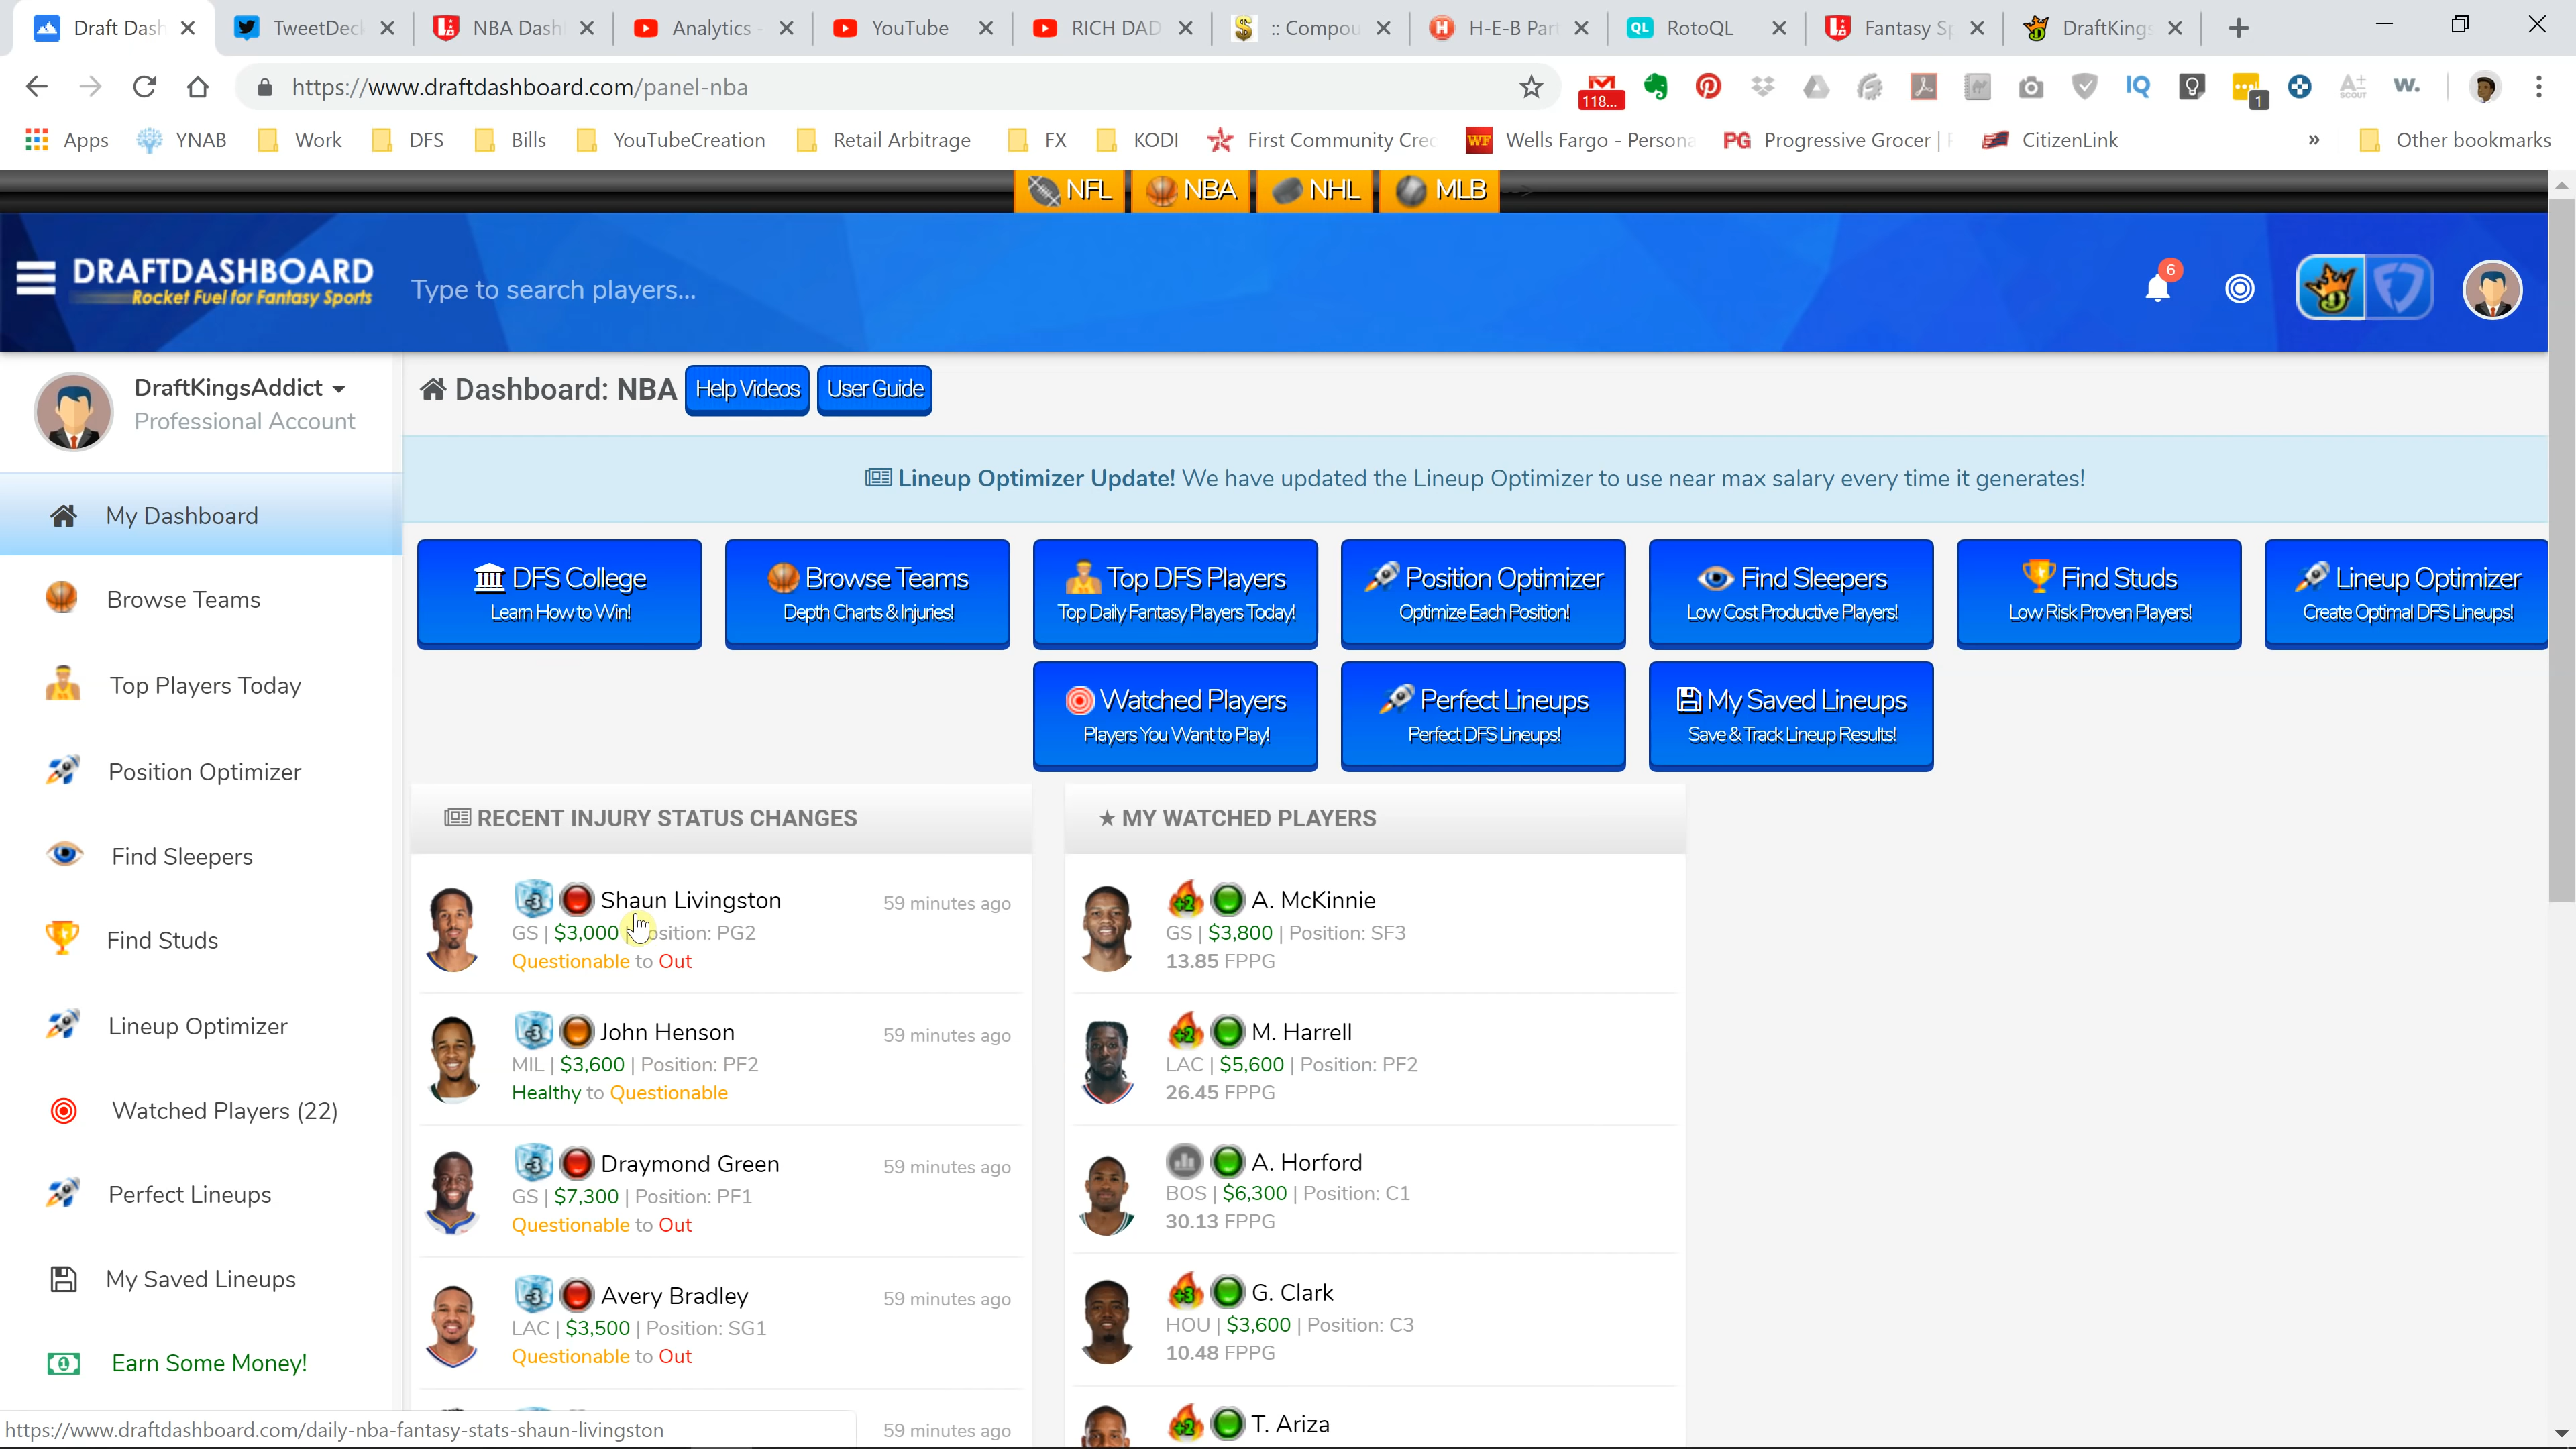 Draft Dash
TweetDec
NBA Dash
Analytics -
YouTube
RICH DAD
:: Compou
H-E-B Par
RotoQL
Fantasy Sp
DraftKings
https://www.draftdashboard.com/panel-nba
118...
1
Apps
YNAB
Work
DFS
Bills
YouTubeCreation
Retail Arbitrage
FX
KODI
First Community Cre
Wells Fargo - Persona
Progressive Grocer |
CitizenLink
»
Other bookmarks
NFL
NBA
NHL
MLB
DRAFTDASHBOARD
Rocket Fuel for Fantasy Sports
Type to search players...
6
DraftKingsAddict
Professional Account
Dashboard: NBA
Help Videos
User Guide
Lineup Optimizer Update! We have updated the Lineup Optimizer to use near max salary every time it generates!
My Dashboard
Browse Teams
Top Players Today
Position Optimizer
Find Sleepers
Find Studs
Lineup Optimizer
Watched Players (22)
Perfect Lineups
My Saved Lineups
Earn Some Money!
DFS College
Learn How to Win!
Browse Teams
Depth Charts & Injuries!
Top DFS Players
Top Daily Fantasy Players Today!
Position Optimizer
Optimize Each Position!
Find Sleepers
Low Cost Productive Players!
Find Studs
Low Risk Proven Players!
Lineup Optimizer
Create Optimal DFS Lineups!
Watched Players
Players You Want to Play!
Perfect Lineups
Perfect DFS Lineups!
My Saved Lineups
Save & Track Lineup Results!
RECENT INJURY STATUS CHANGES
-3 Shaun Livingston 59 minutes ago
GS | $3,000 | osition: PG2
Questionable to Out
-3 John Henson 59 minutes ago
MIL | $3,600 | Position: PF2
Healthy to Questionable
-3 Draymond Green 59 minutes ago
GS | $7,300 | Position: PF1
Questionable to Out
-3 Avery Bradley 59 minutes ago
LAC | $3,500 | Position: SG1
Questionable to Out
59 minutes ago
MY WATCHED PLAYERS
+2 A. McKinnie
GS | $3,800 | Position: SF3
13.85 FPPG
+2 M. Harrell
LAC | $5,600 | Position: PF2
26.45 FPPG
A. Horford
BOS | $6,300 | Position: C1
30.13 FPPG
+3 G. Clark
HOU | $3,600 | Position: C3
10.48 FPPG
+2 T. Ariza
https://www.draftdashboard.com/daily-nba-fantasy-stats-shaun-livingston